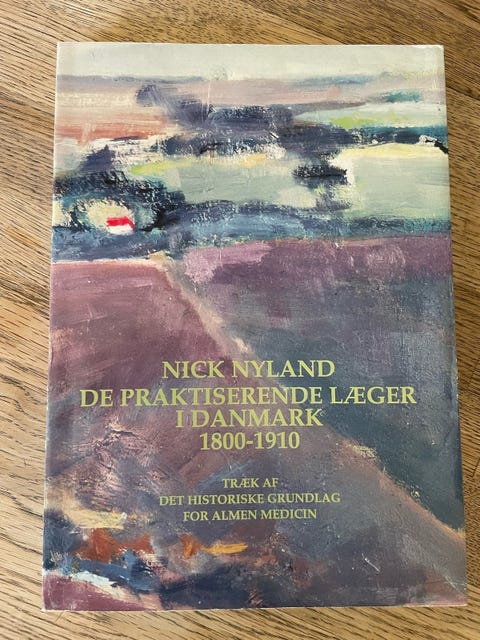 NICK NYLAND
DE PRAKTISERENDE LÆGER
I DANMARK
1800-1910
TRÆK AF
DET HISTORISKE GRUNDLAG
FOR ALMEN MEDICIN